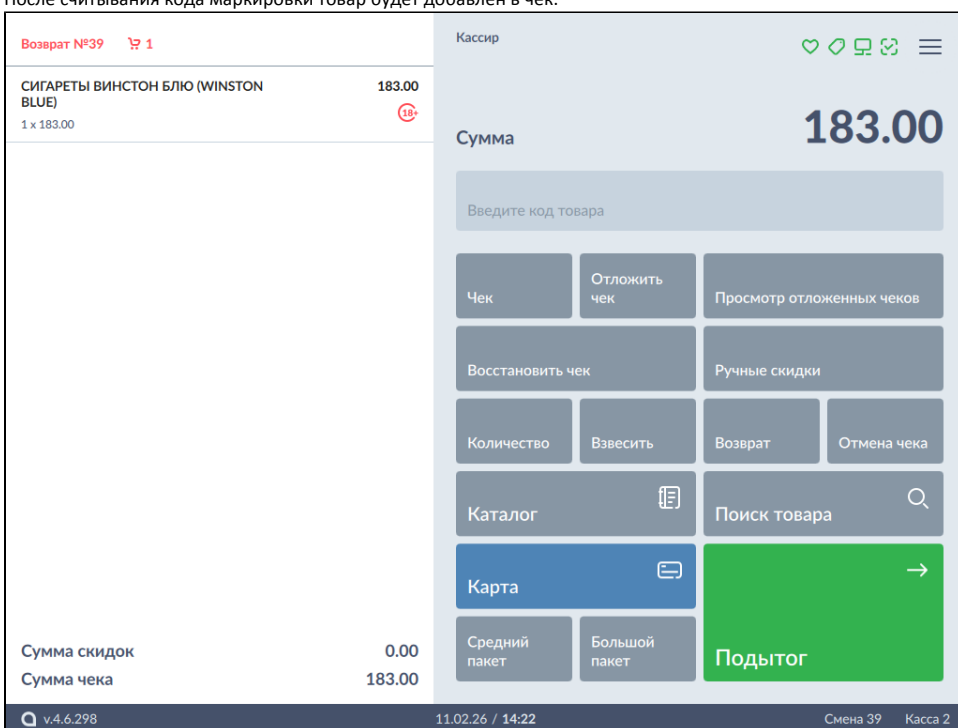 После считывания кода маркировки товар будет добавлен в чек.
Возврат №39 1
СИГАРЕТЫ ВИНСТОН БЛЮ (WINSTON 183.00
BLUE)
18+
1 x 183.00
Сумма скидок 0.00
Сумма чека 183.00
Кассир
Сумма 183.00
Введите код товара
Чек
Отложить
чек
Просмотр отложенных чеков
Восстановить чек
Ручные скидки
Количество
Взвесить
Возврат
Отмена чека
Каталог
Поиск товара
Карта
Средний
пакет
Большой
пакет
Подытог
v.4.6.298
11.02.26 / 14:22
Смена 39 Касса 2